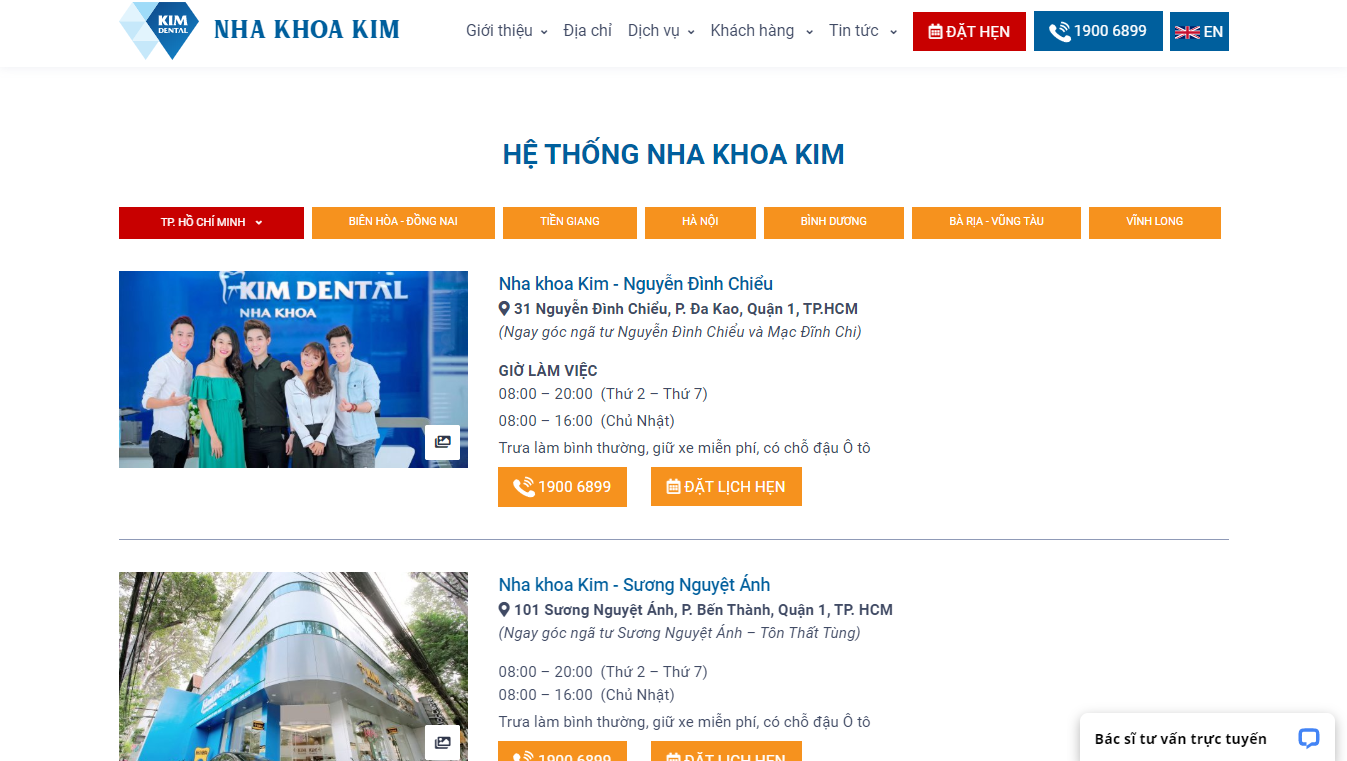 KIM
DENTAL
NHA KHOA KIM
Giới thiệu
Địa chỉ
Dịch vụ
Khách hàng
Tin tức
ĐẶT HẸN
1900 6899
EN
HỆ THỐNG NHA KHOA KIM
TP. HỒ CHÍ MINH
BIÊN HÒA - ĐỒNG NAI
TIỀN GIANG
HÀ NỘI
BÌNH DƯƠNG
BÀ RỊA - VŨNG TÀU
VĨNH LONG
KIM DENTAL
NHA KHOA
Nha khoa Kim - Nguyễn Đình Chiểu
31 Nguyễn Đình Chiểu, P. Đa Kao, Quận 1, TP.HCM
(Ngay góc ngã tư Nguyễn Đình Chiểu và Mạc Đĩnh Chi)
GIỜ LÀM VIỆC
08:00 – 20:00 (Thứ 2 – Thứ 7)
08:00 – 16:00 (Chủ Nhật)
Trưa làm bình thường, giữ xe miễn phí, có chỗ đậu Ô tô
1900 6899
ĐẶT LỊCH HẸN
Nha khoa Kim - Sương Nguyệt Ánh
101 Sương Nguyệt Ánh, P. Bến Thành, Quận 1, TP. HCM
(Ngay góc ngã tư Sương Nguyệt Ánh – Tôn Thất Tùng)
08:00 – 20:00 (Thứ 2 – Thứ 7)
08:00 – 16:00 (Chủ Nhật)
Trưa làm bình thường, giữ xe miễn phí, có chỗ đậu Ô tô
1900 6899
ĐẶT LỊCH HẸN
Bác sĩ tư vấn trực tuyến